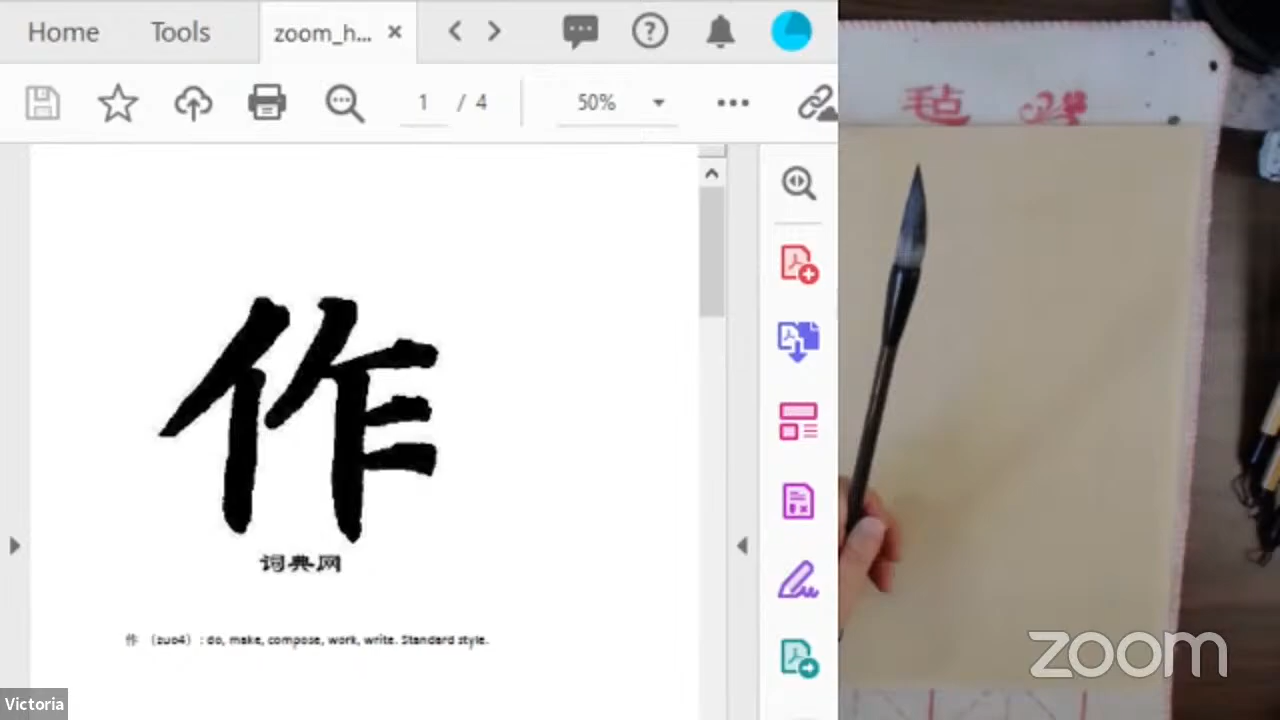 Home Tools zoom_h...
1 / 4 50%
毡
作
词典网
作 (zuo4) : do, make, compose, work, write. Standard style.
zoom
Victoria